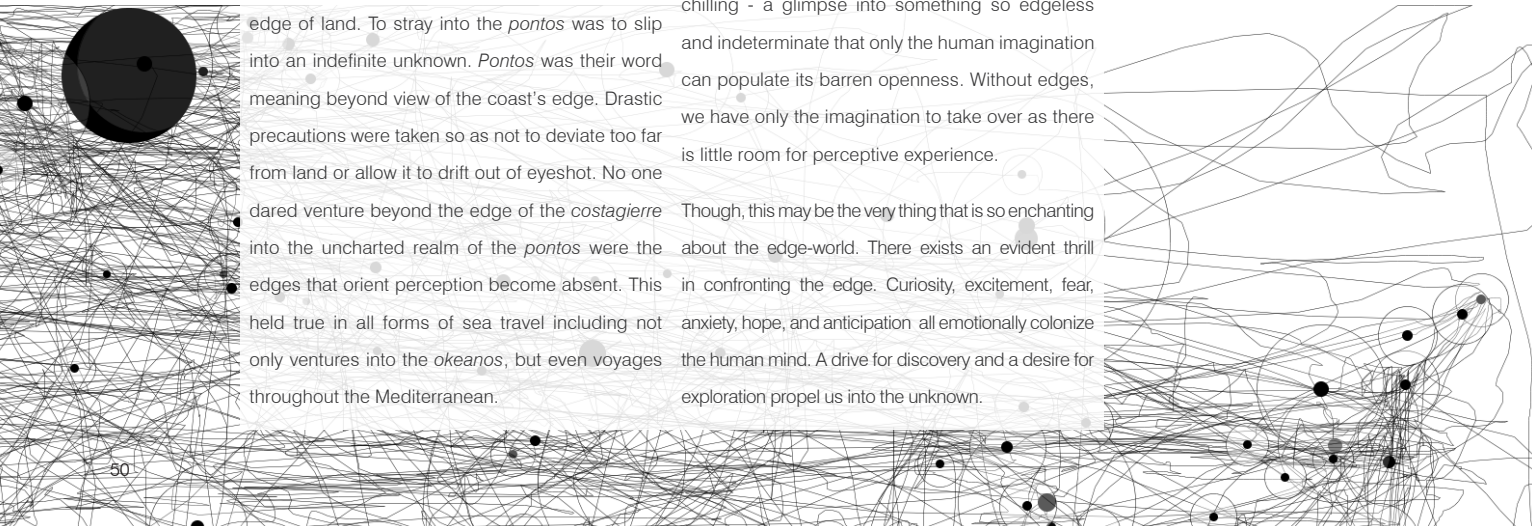 edge of land. To stray into the pontos was to slip
into an indefinite unknown. Pontos was their word
meaning beyond view of the coast's edge. Drastic
precautions were taken so as not to deviate too far
from land or allow it to drift out of eyeshot. No one
dared venture beyond the edge of the costagierre
into the uncharted realm of the pontos were the
edges that orient perception become absent. This
held true in all forms of sea travel including not
only ventures into the okeanos, but even voyages
throughout the Mediterranean.
chilling - a glimpse into something so edgeless
and indeterminate that only the human imagination
can populate its barren openness. Without edges,
we have only the imagination to take over as there
is little room for perceptive experience.
Though, this may be the very thing that is so enchanting
about the edge-world. There exists an evident thrill
in confronting the edge. Curiosity, excitement, fear,
anxiety, hope, and anticipation all emotionally colonize
the human mind. A drive for discovery and a desire for
exploration propel us into the unknown.
50